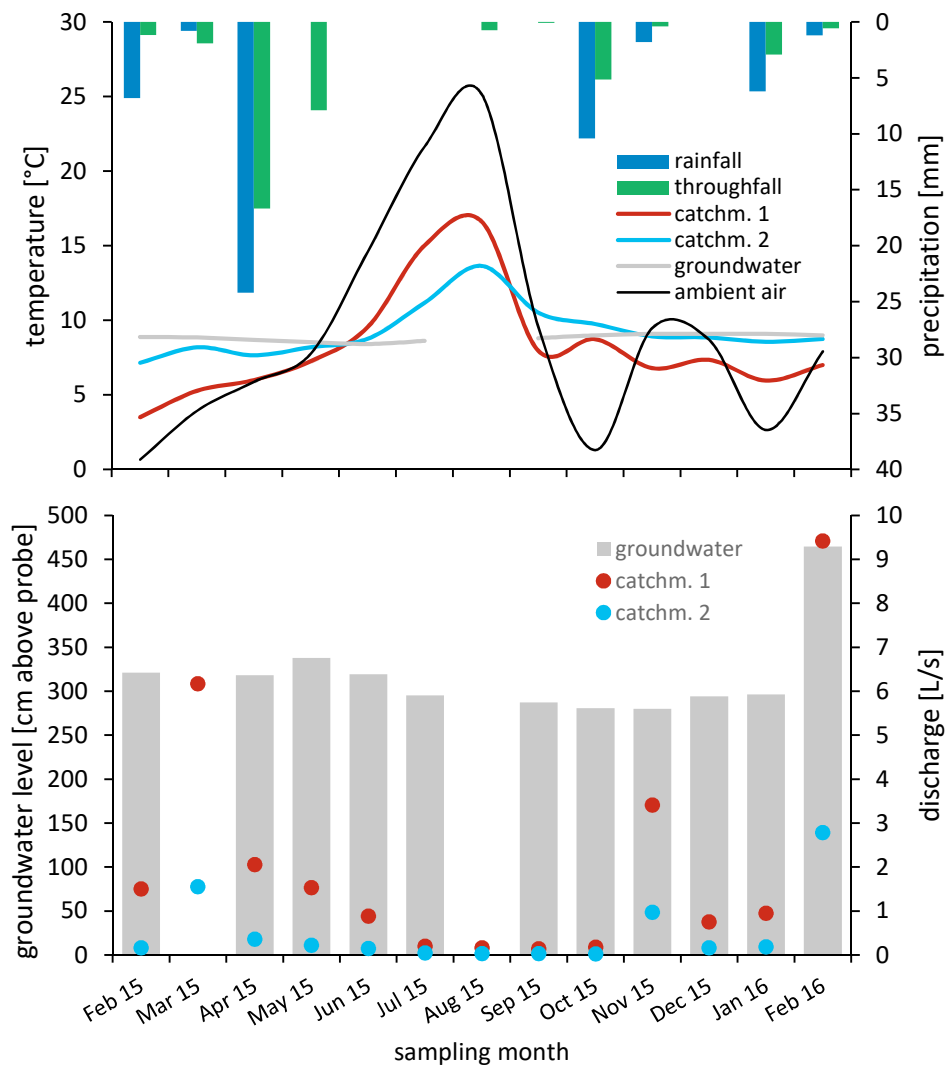 30
25
20
15
10
5
0
temperature [°C]
0
5
10
15
20
25
30
35
40
precipitation [mm]
rainfall
throughfall
catchm. 1
catchm. 2
groundwater
ambient air
500
450
400
350
300
250
200
150
100
50
0
groundwater level [cm above probe]
10
9
8
7
6
5
4
3
2
1
0
discharge [L/s]
groundwater
catchm. 1
catchm. 2
Feb 15
Mar 15
Apr 15
May 15
Jun 15
Jul 15
Aug 15
Sep 15
Oct 15
Nov 15
Dec 15
Jan 16
Feb 16
sampling month